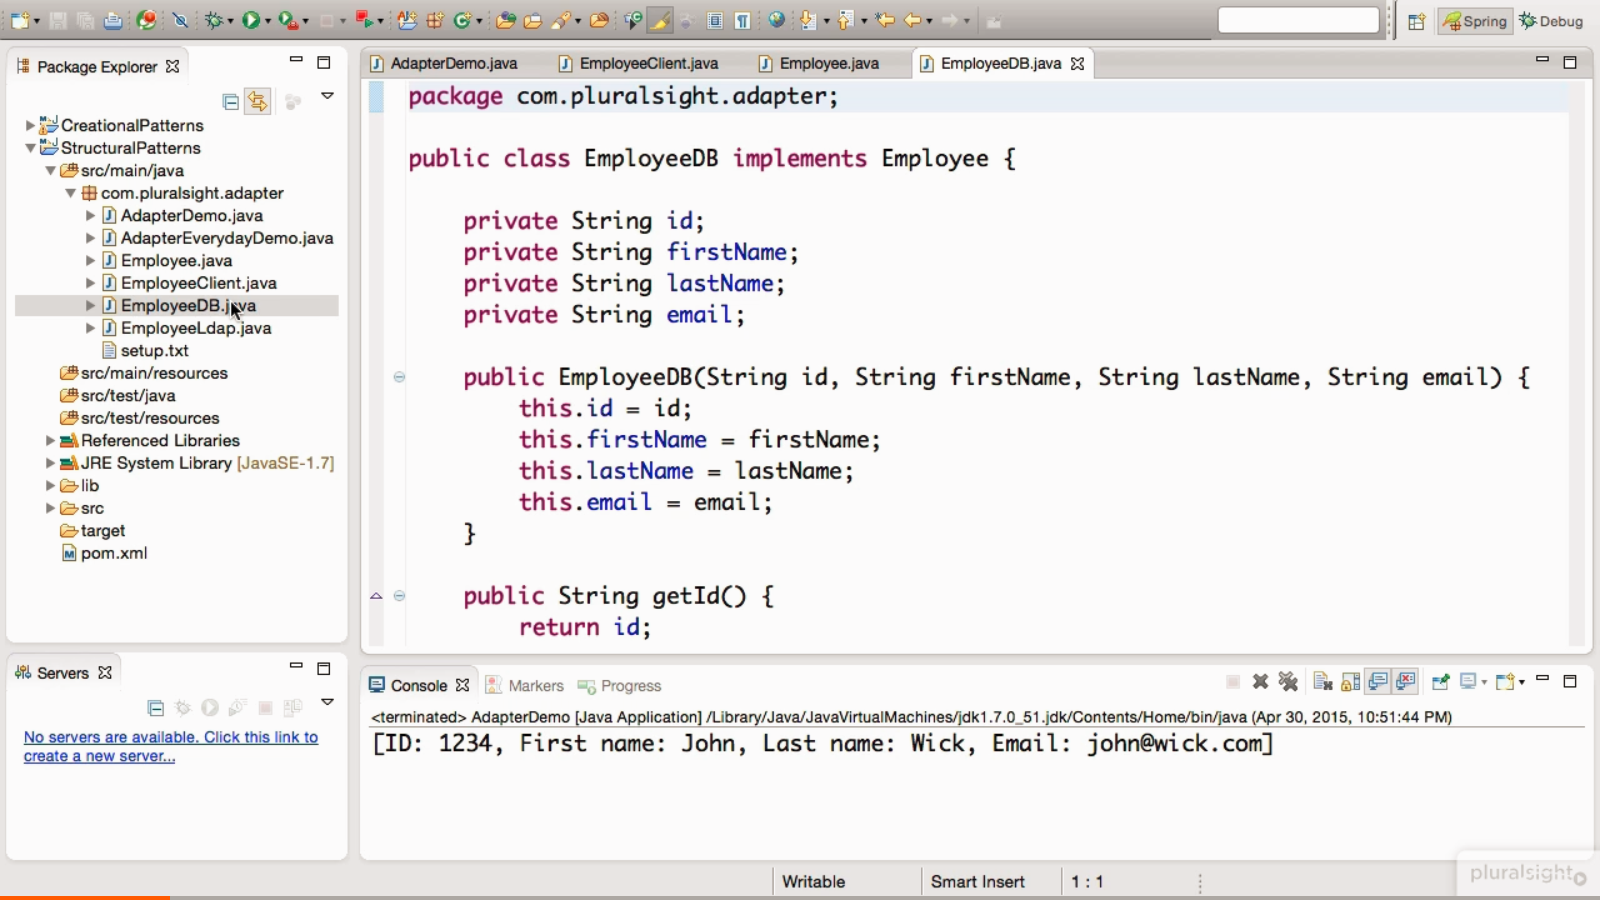 Spring
Debug
Package Explorer
CreationalPatterns
StructuralPatterns
src/main/java
com.pluralsight.adapter
AdapterDemo.java
AdapterEverydayDemo.java
Employee.java
EmployeeClient.java
EmployeeDB.java
EmployeeLdap.java
setup.txt
src/main/resources
src/test/java
src/test/resources
Referenced Libraries
JRE System Library [JavaSE-1.7]
lib
src
target
pom.xml
AdapterDemo.java
EmployeeClient.java
Employee.java
EmployeeDB.java
package com.pluralsight.adapter;
public class EmployeeDB implements Employee {
private String id;
private String firstName;
private String lastName;
private String email;
public EmployeeDB(String id, String firstName, String lastName, String email) {
this.id = id;
this.firstName = firstName;
this.lastName = lastName;
this.email = email;
}
public String getId() {
return id;
Servers
No servers are available. Click this link to
create a new server...
Console
Markers
Progress
<terminated> AdapterDemo [Java Application] /Library/Java/JavaVirtualMachines/jdk1.7.0_51.jdk/Contents/Home/bin/java (Apr 30, 2015, 10:51:44 PM)
[ID: 1234, First name: John, Last name: Wick, Email: john@wick.com]
Writable
Smart Insert
1 : 1
pluralsight